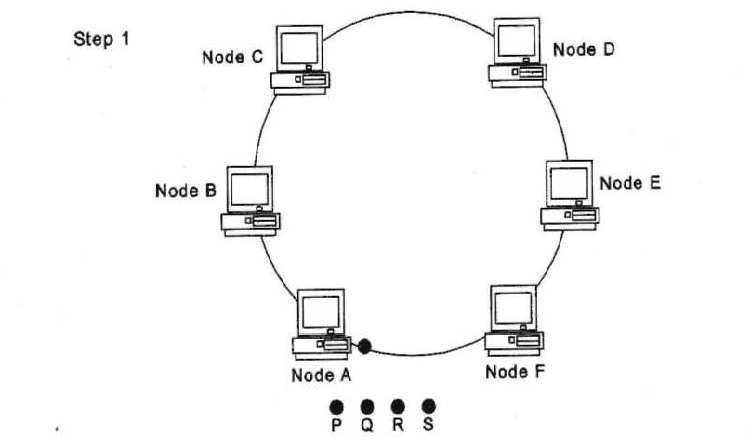 Step 1
Node C
Node D
Node B
Node E
Node A
Node F
P Q R S